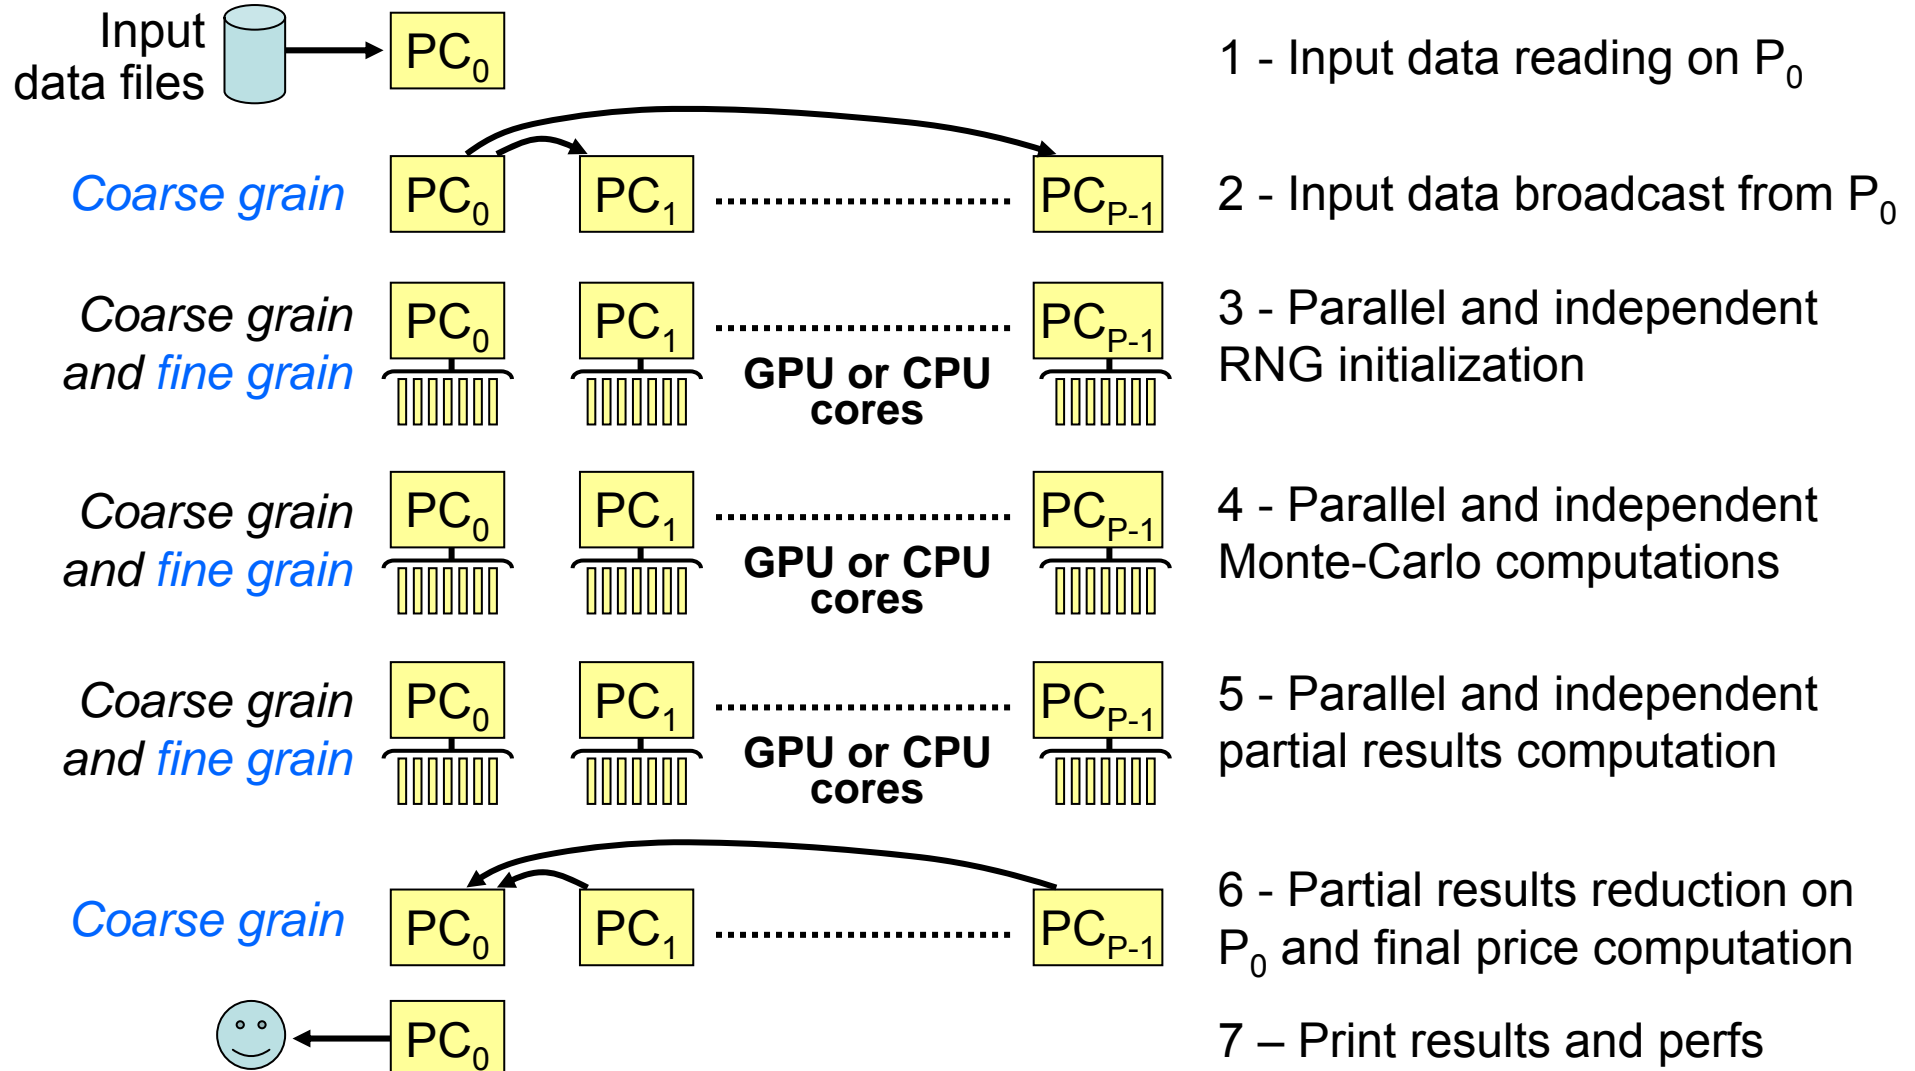 Input
data files
PC0
1 - Input data reading on P0
Coarse grain
PC0
PC1
PCP-1
2 - Input data broadcast from P0
Coarse grain
and fine grain
PC0
PC1
PCP-1
GPU or CPU
cores
3 - Parallel and independent
RNG initialization
Coarse grain
and fine grain
PC0
PC1
PCP-1
GPU or CPU
cores
4 - Parallel and independent
Monte-Carlo computations
Coarse grain
and fine grain
PC0
PC1
PCP-1
GPU or CPU
cores
5 - Parallel and independent
partial results computation
Coarse grain
PC0
PC1
PCP-1
6 - Partial results reduction on
P0 and final price computation
PC0
7 – Print results and perfs